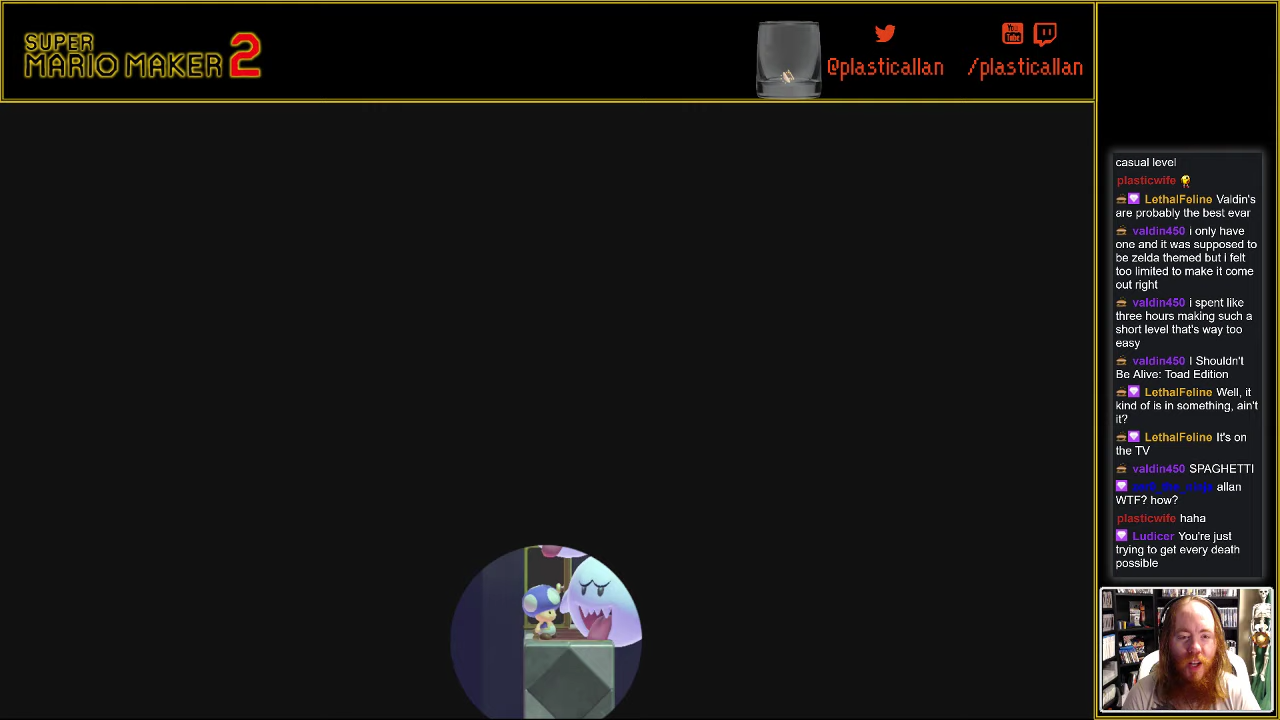 SUPER
MARIO MAKER 2
@plasticallan
You
Tube
/plasticallan
casual level
plasticwife
LethalFeline Valdin's
are probably the best evar
valdin450 i only have
one and it was supposed to
be zelda themed but i felt
too limited to make it come
out right
valdin450 i spent like
three hours making such a
short level that's way too
easy
valdin450 I Shouldn't
Be Alive: Toad Edition
LethalFeline Well, it
kind of is in something, ain't
it?
LethalFeline It's on
the TV
valdin450 SPAGHETTI
allan
WTF? how?
plasticwife haha
Ludicer You're just
trying to get every death
possible